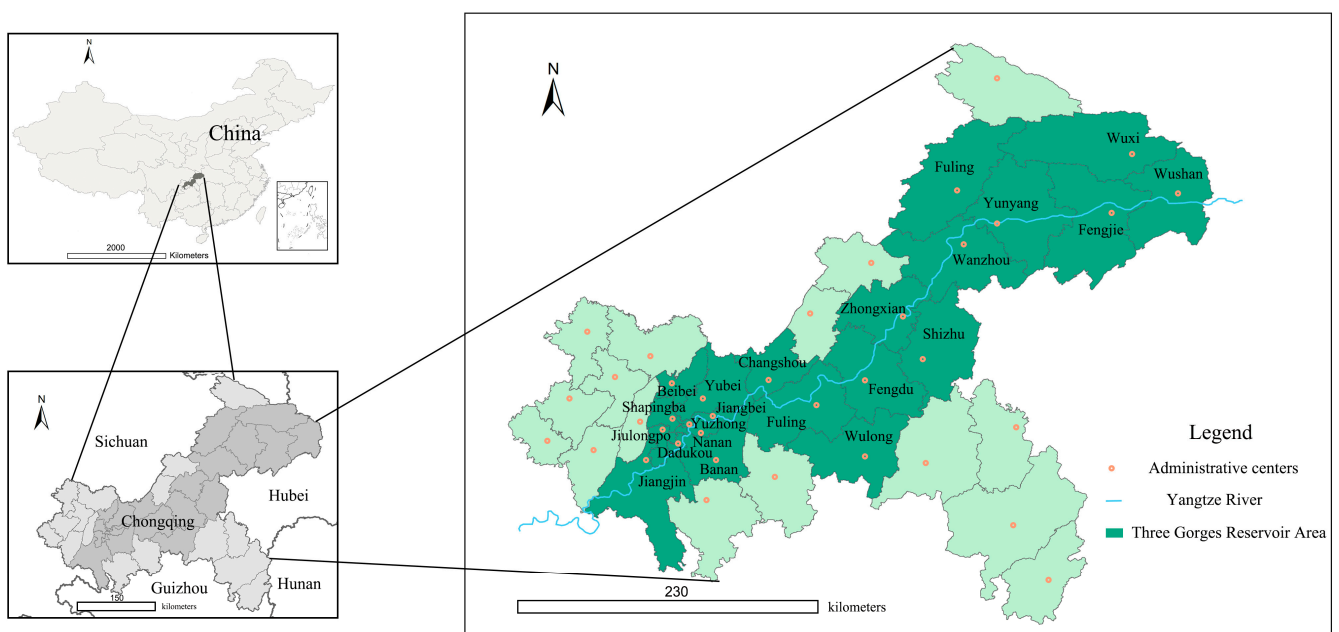 N
China
2000
Kilometers
N
Sichuan
Hubei
Chongqing
Guizhou
Hunan
150
kilometers
N
Wuxi
Fuling
Wushan
Yunyang
Fengjie
Wanzhou
Zhongxian
Shizhu
Changshou
Beibei
Yubei
Fengdu
Shapingba
Jiangbei
Yuzhong
Fuling
Jiulongpo
Nanan
Wulong
Dadukou
Banan
Jiangjin
Legend
Administrative centers
Yangtze River
Three Gorges Reservoir Area
230
kilometers